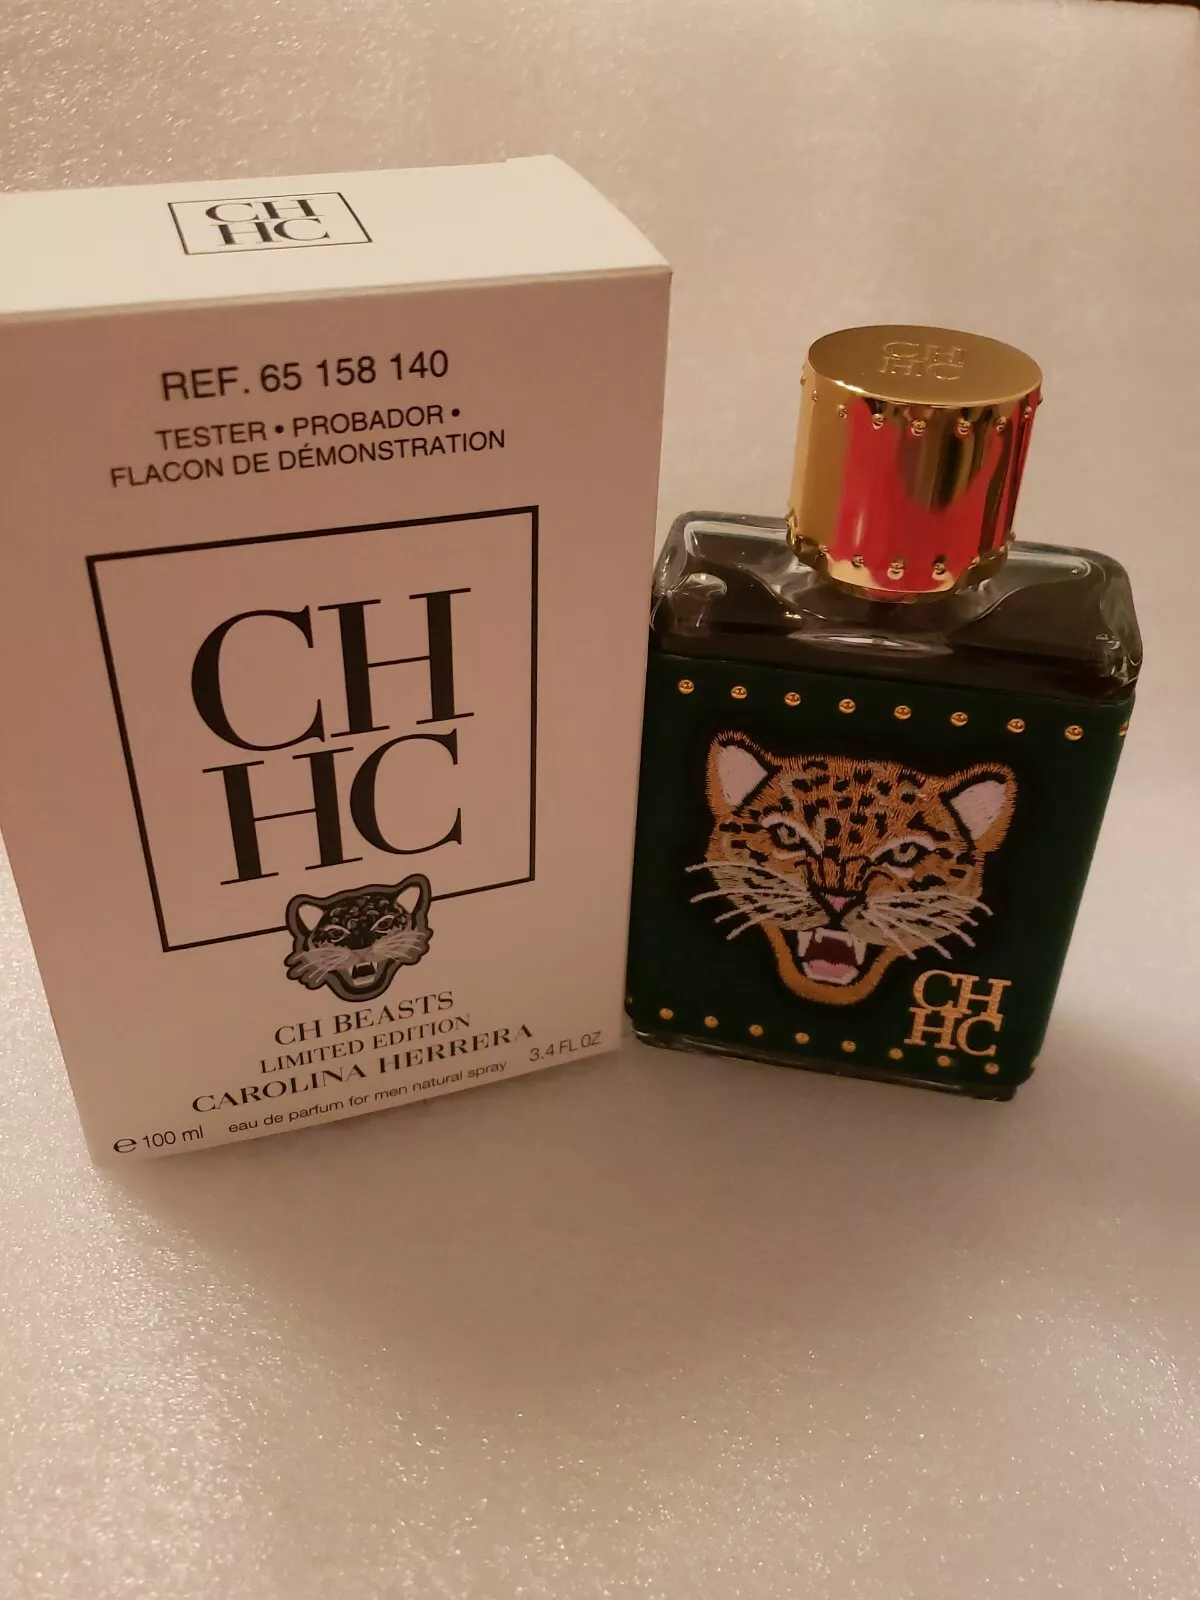 CH
HC
REF. 65 158 140
TESTER • PROBADOR •
FLACON DE DÉMONSTRATION
CH
HC
CH BEASTS
LIMITED EDITION
CAROLINA HERRERA
℮ 100 ml eau de parfum for men natural spray 3.4 FL OZ
CH
HC
CH
HC